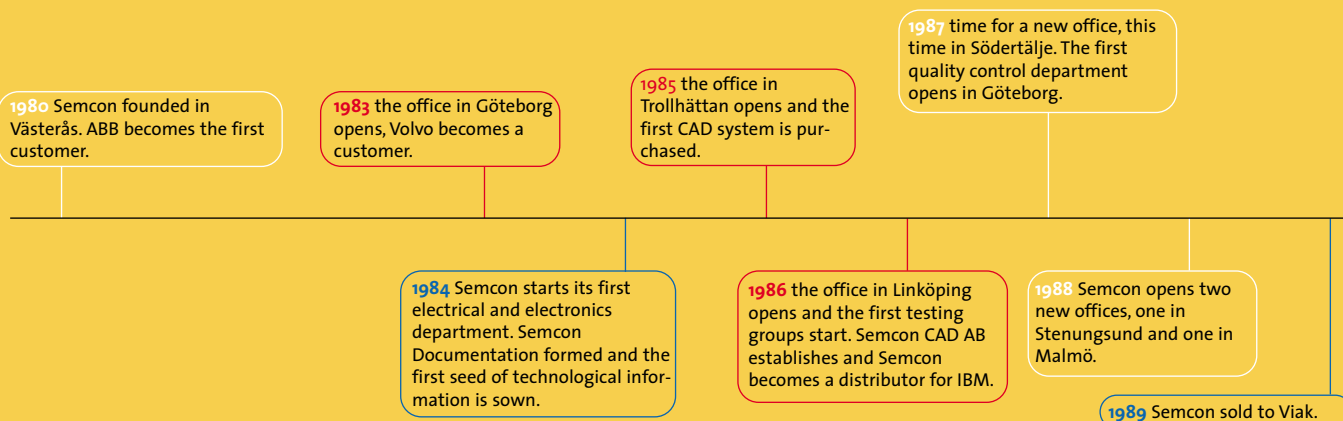 1980 Semcon founded in
Västerås. ABB becomes the first
customer.
1983 the office in Göteborg
opens, Volvo becomes a
customer.
1984 Semcon starts its first
electrical and electronics
department. Semcon
Documentation formed and the
first seed of technological infor-
mation is sown.
1985 the office in
Trollhättan opens and the
first CAD system is pur-
chased.
1986 the office in Linköping
opens and the first testing
groups start. Semcon CAD AB
establishes and Semcon
becomes a distributor for IBM.
1987 time for a new office, this
time in Södertälje. The first
quality control department
opens in Göteborg.
1988 Semcon opens two
new offices, one in
Stenungsund and one in
Malmö.
1989 Semcon sold to Viak.